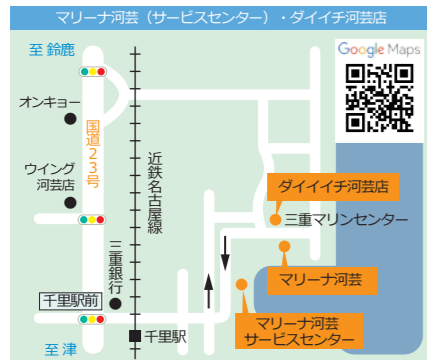 マリーナ河芸（サービスセンター）・ダイイチ河芸店
至 鈴鹿
Google Maps
オンキョー
国道23号
近鉄名古屋線
ウイング
河芸店
ダイイイチ河芸店
三重マリンセンター
三重銀行
マリーナ河芸
千里駅前
マリーナ河芸
サービスセンター
千里駅
至 津